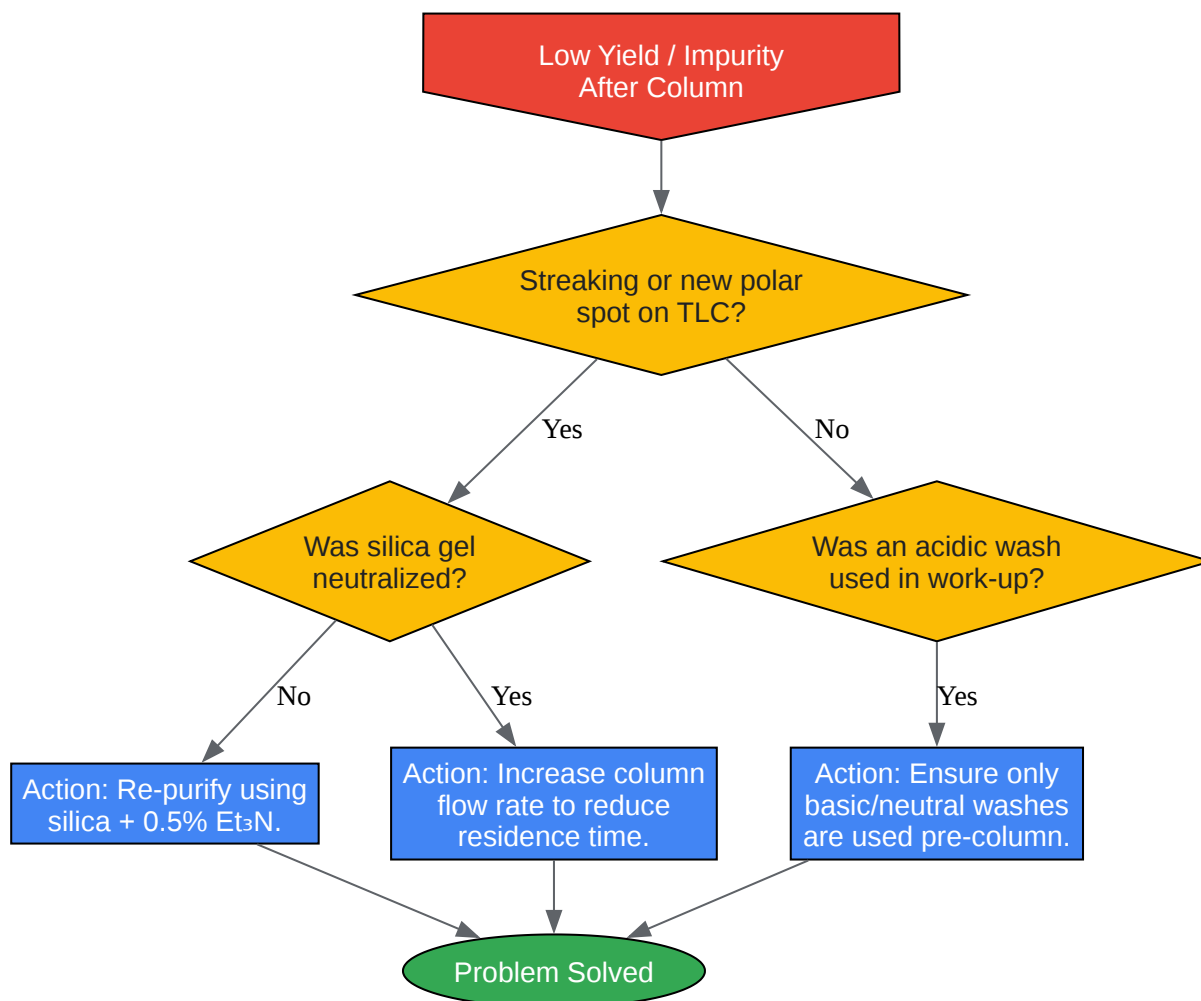 Low Yield / Impurity
After Column
Streaking or new polar
spot on TLC?
Yes
No
Was silica gel
neutralized?
Was an acidic wash
used in work-up?
No
Yes
Yes
Action: Re-purify using
silica + 0.5% Et₃N.
Action: Increase column
flow rate to reduce
residence time.
Action: Ensure only
basic/neutral washes
are used pre-column.
Problem Solved